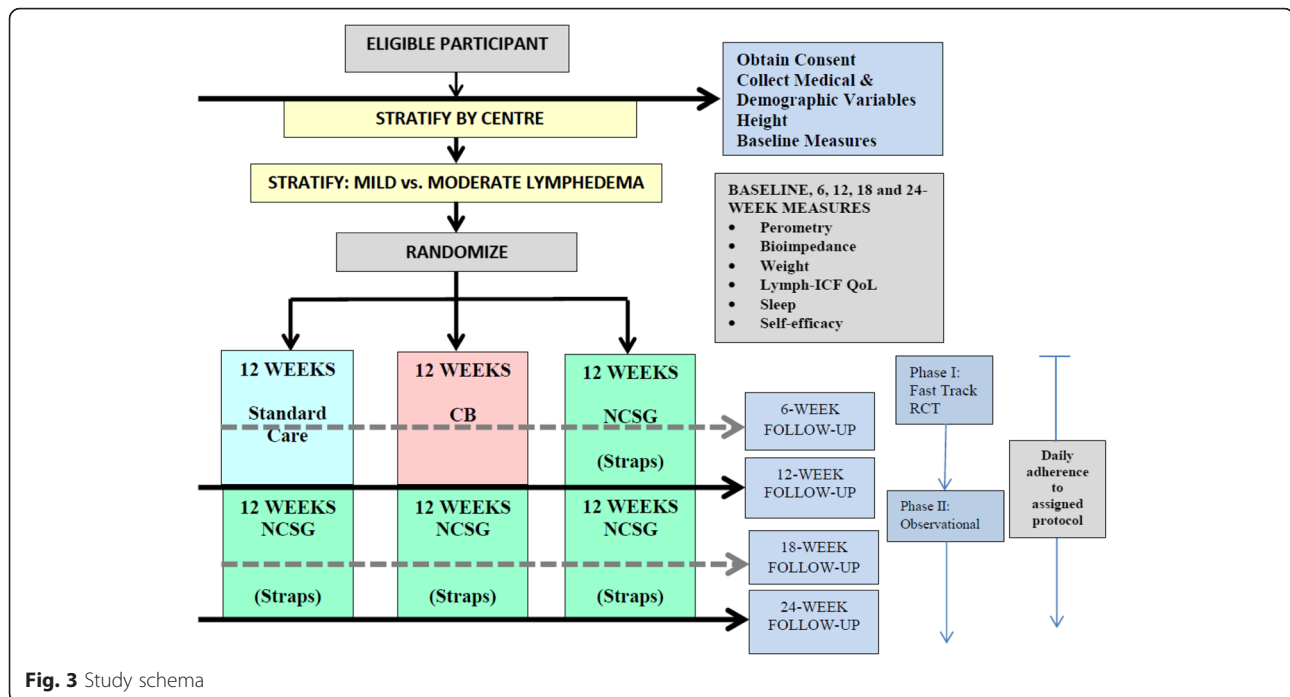 ELIGIBLE PARTICIPANT
Obtain Consent
Collect Medical &
Demographic Variables
Height
Baseline Measures
STRATIFY BY CENTRE
STRATIFY: MILD vs. MODERATE LYMPHEDEMA
BASELINE, 6, 12, 18 and 24-
WEEK MEASURES
• Perometry
• Bioimpedance
• Weight
• Lymph-ICF QoL
• Sleep
• Self-efficacy
RANDOMIZE
12 WEEKS
Standard
Care
12 WEEKS
CB
12 WEEKS
NCSG
(Straps)
6-WEEK
FOLLOW-UP
12-WEEK
FOLLOW-UP
Phase I:
Fast Track
RCT
Daily
adherence
to
assigned
protocol
12 WEEKS
NCSG
(Straps)
12 WEEKS
NCSG
(Straps)
12 WEEKS
NCSG
(Straps)
Phase II:
Observational
18-WEEK
FOLLOW-UP
24-WEEK
FOLLOW-UP
Fig. 3 Study schema